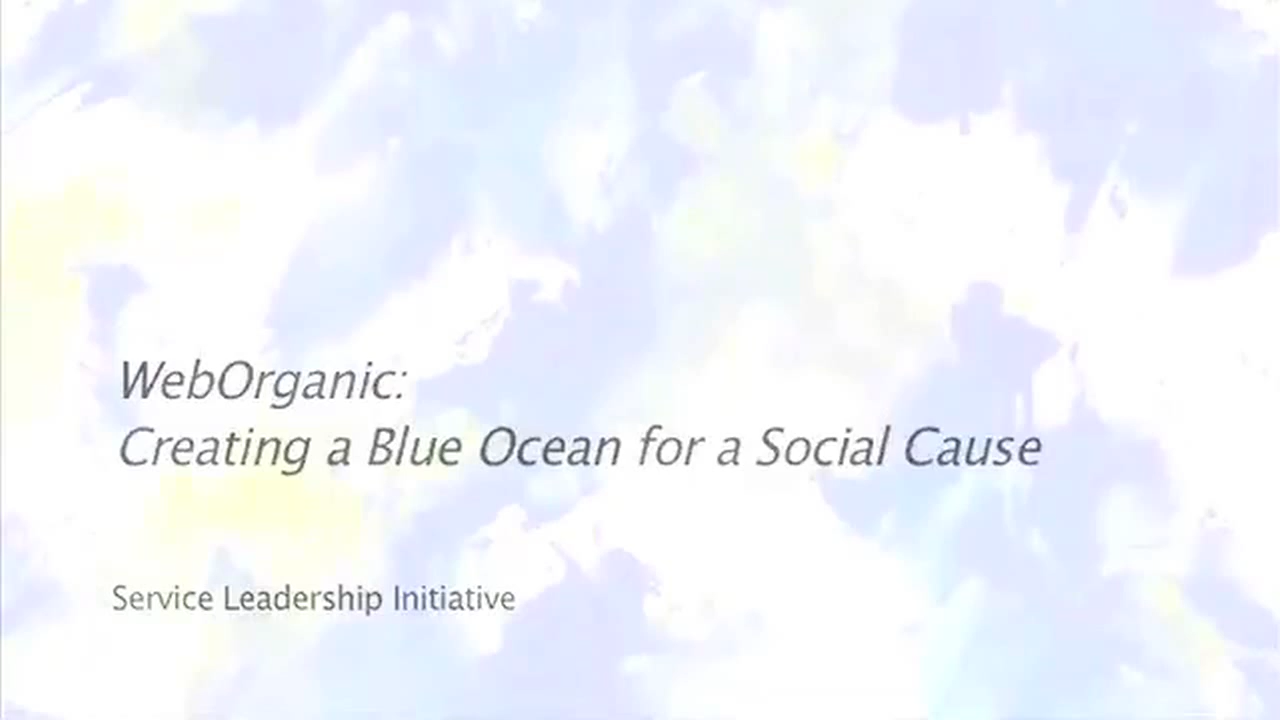 WebOrganic:
Creating a Blue Ocean for a Social Cause
Service Leadership Initiative